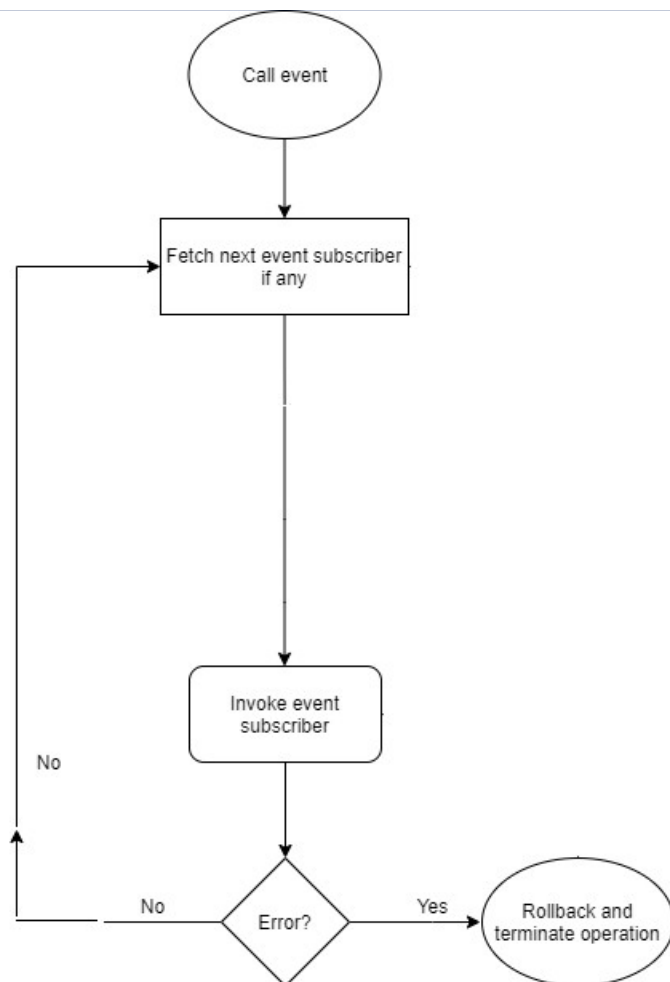 Call event
Fetch next event subscriber
if any
Invoke event
subscriber
No
No
Error?
Yes
Rollback and
terminate operation